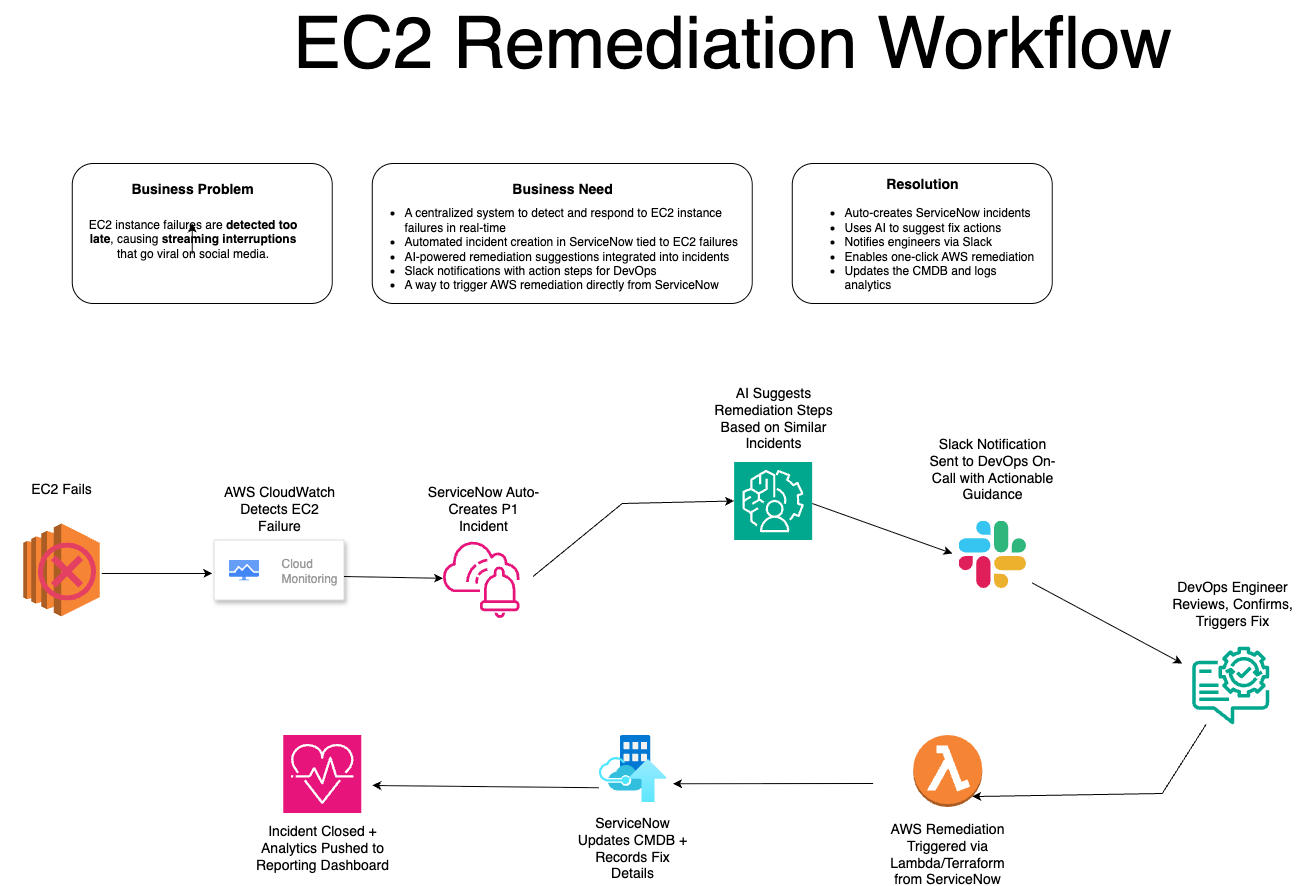 EC2 Remediation Workflow
Business Problem
EC2 instance failures are detected too
late, causing streaming interruptions
that go viral on social media.
Business Need
• A centralized system to detect and respond to EC2 instance
failures in real-time
• Automated incident creation in ServiceNow tied to EC2 failures
• AI-powered remediation suggestions integrated into incidents
• Slack notifications with action steps for DevOps
• A way to trigger AWS remediation directly from ServiceNow
Resolution
• Auto-creates ServiceNow incidents
• Uses AI to suggest fix actions
• Notifies engineers via Slack
• Enables one-click AWS remediation
• Updates the CMDB and logs
analytics
EC2 Fails
AWS CloudWatch
Detects EC2
Failure
Cloud
Monitoring
ServiceNow Auto-
Creates P1
Incident
AI Suggests
Remediation Steps
Based on Similar
Incidents
Slack Notification
Sent to DevOps On-
Call with Actionable
Guidance
DevOps Engineer
Reviews, Confirms,
Triggers Fix
AWS Remediation
Triggered via
Lambda/Terraform
from ServiceNow
ServiceNow
Updates CMDB +
Records Fix
Details
Incident Closed +
Analytics Pushed to
Reporting Dashboard